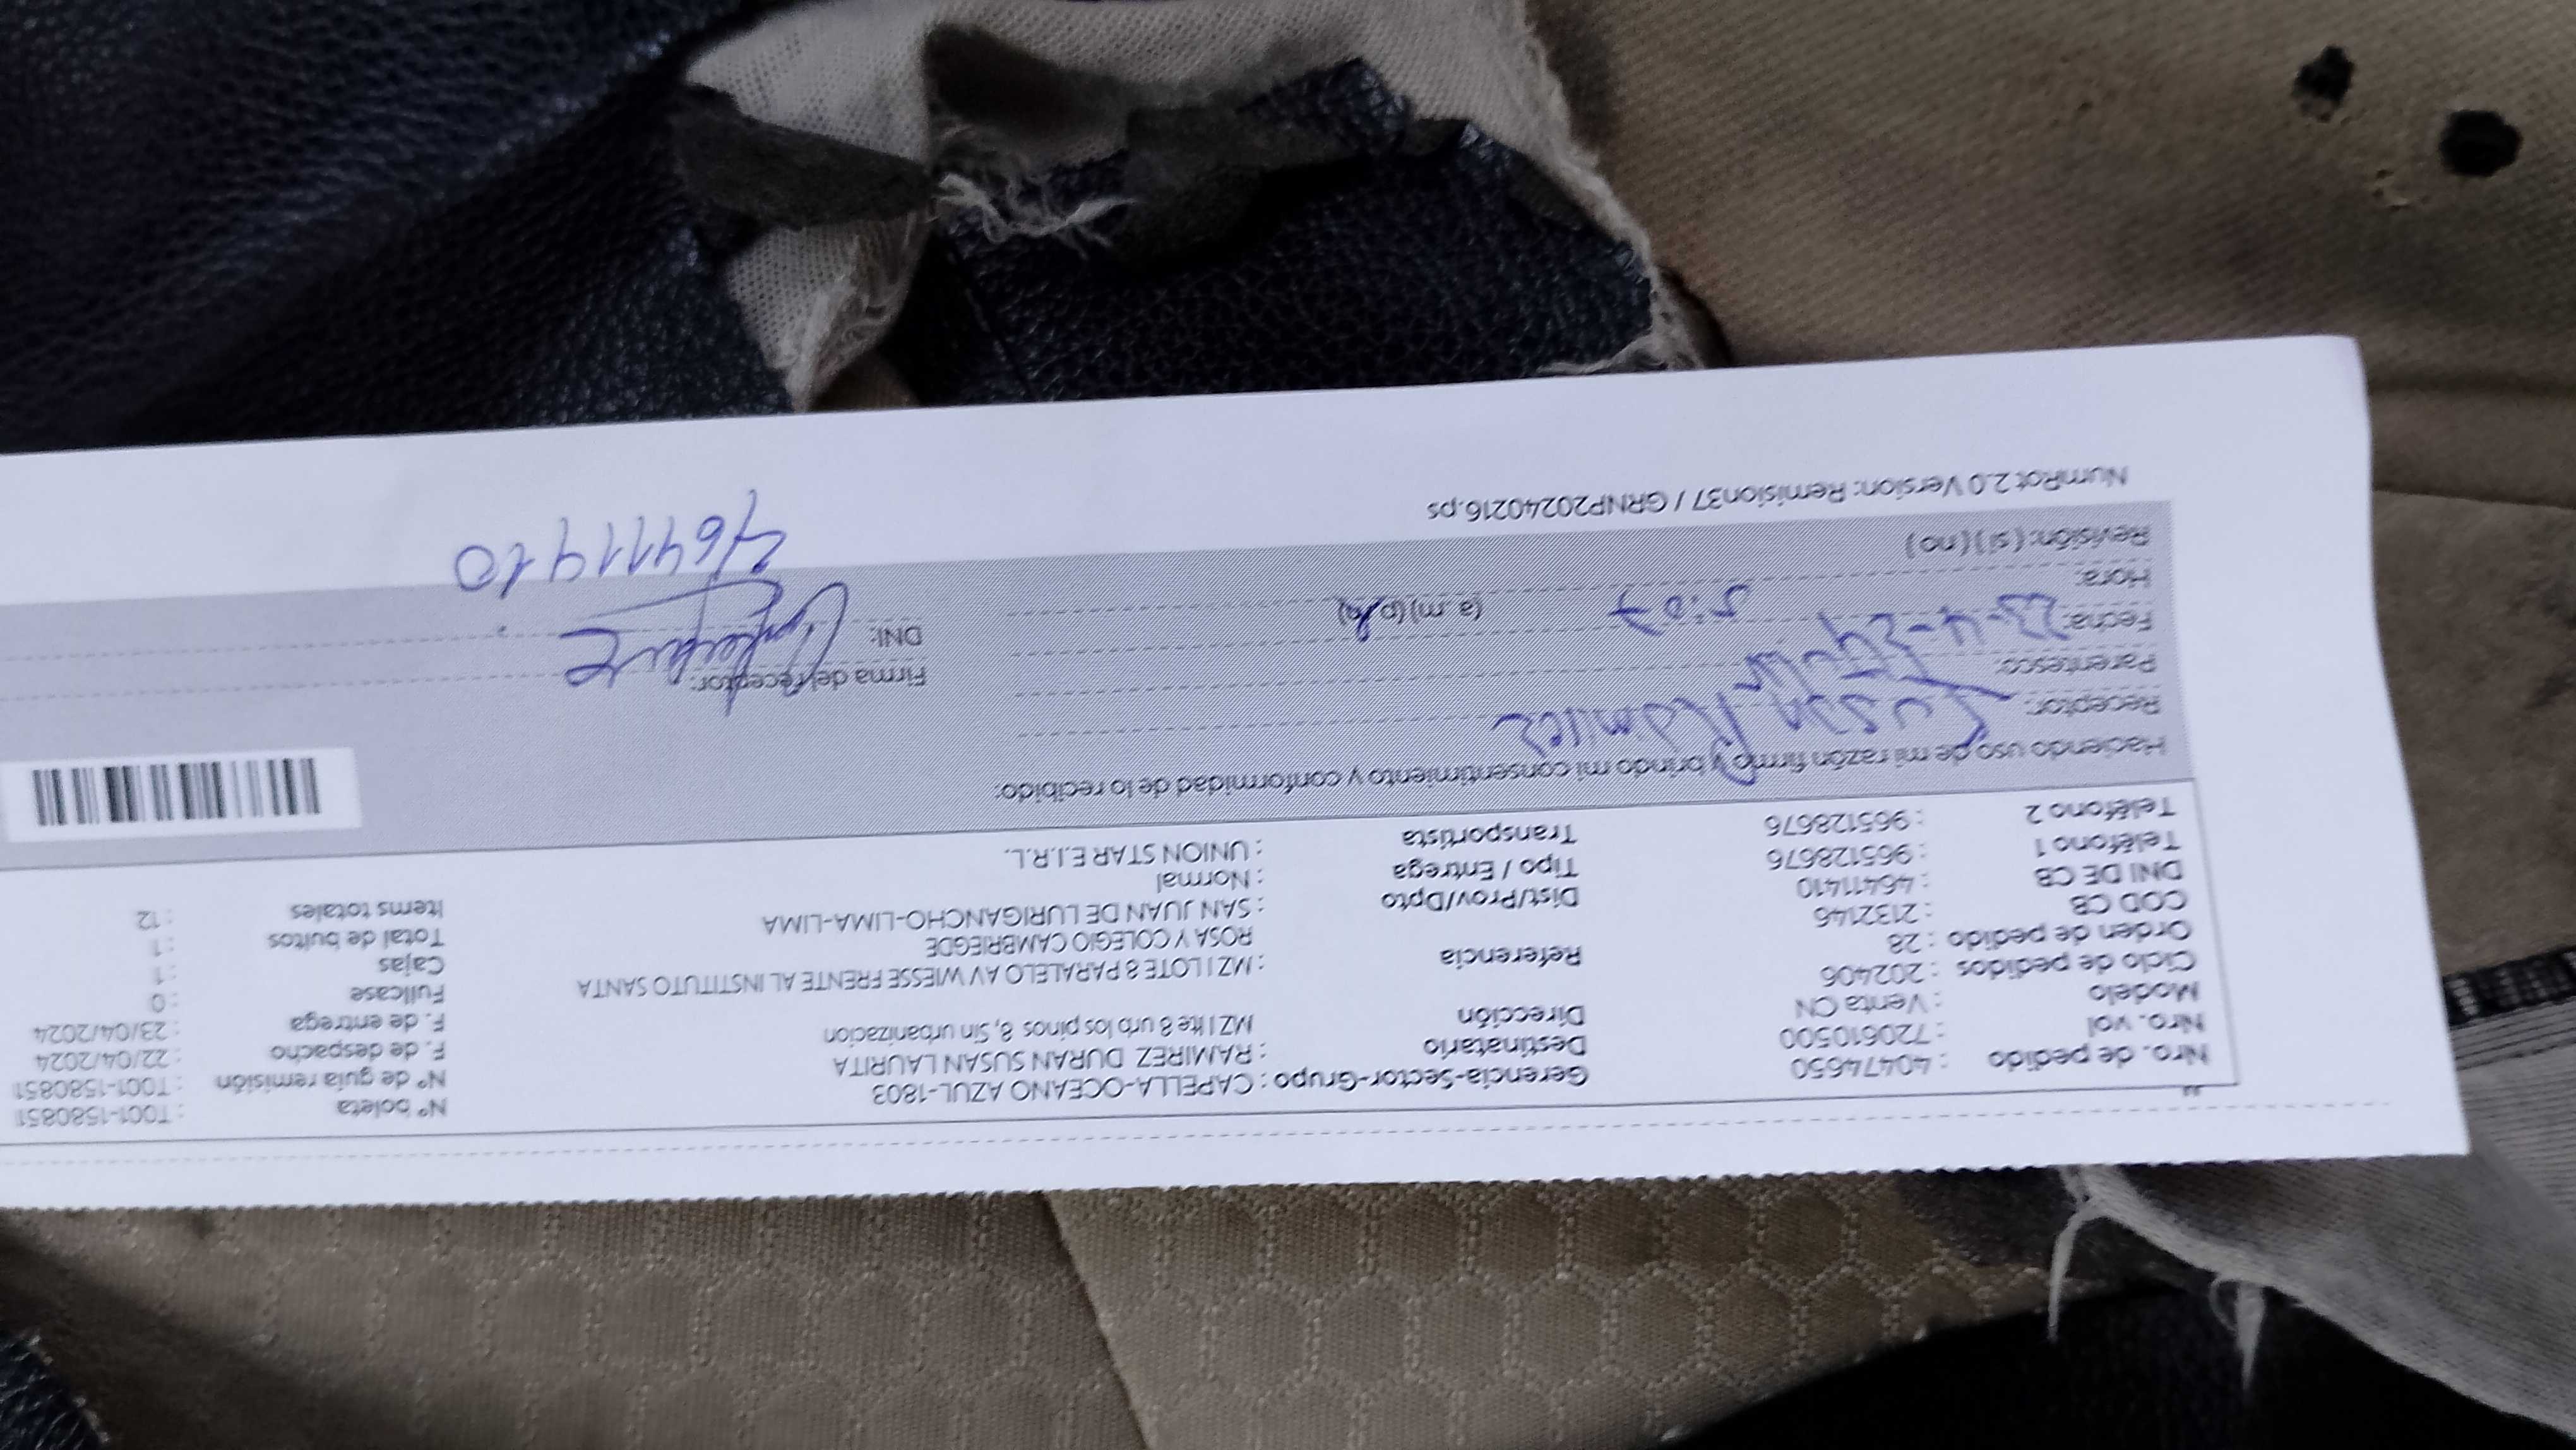 Nro. de pedido : 40474650
Nro. vol : 720610500
Modelo : Venta CN
Ciclo de pedidos : 202406
Orden de pedido : 28
COD CB : 2132146
DNI DE CB : 46411410
Teléfono 1 : 965128676
Teléfono 2 : 965128676
Gerencia-Sector-Grupo : CAPELLA-OCEANO AZUL-1803
Destinatario : RAMIREZ DURAN SUSAN LAURITA
Dirección MZ I lte 8 urb los pinos 8, Sin urbanizacion
Referencia : MZ I LOTE 8 PARALELO AV WIESSE FRENTE AL INSTITUTO SANTA
ROSA Y COLEGIO CAMBRIEGDE
Dist/Prov/Dpto : SAN JUAN DE LURIGANCHO-LIMA-LIMA
Tipo / Entrega : Normal
Transportista : UNION STAR E.I.R.L.
N° boleta : T001-1580851
N° de guía remisión : T001-1580851
F. de despacho : 22/04/2024
F. de entrega : 23/04/2024
Fullcase : 0
Cajas : 1
Total de bultos : 1
Items totales : 12
Haciendo uso de mi razón firmo y brindo mi consentimiento y conformidad de lo recibido:
Receptor: Susan Ramirez
Parentesco:
Fecha: 23-4-24
Hora: 5:07 (a. m) (p. m)
Revisión: ( si ) ( no )
Firma del receptor:
DNI: 46411410
NumRot 2.0 Version: Remision37 / GRNP20240216.ps